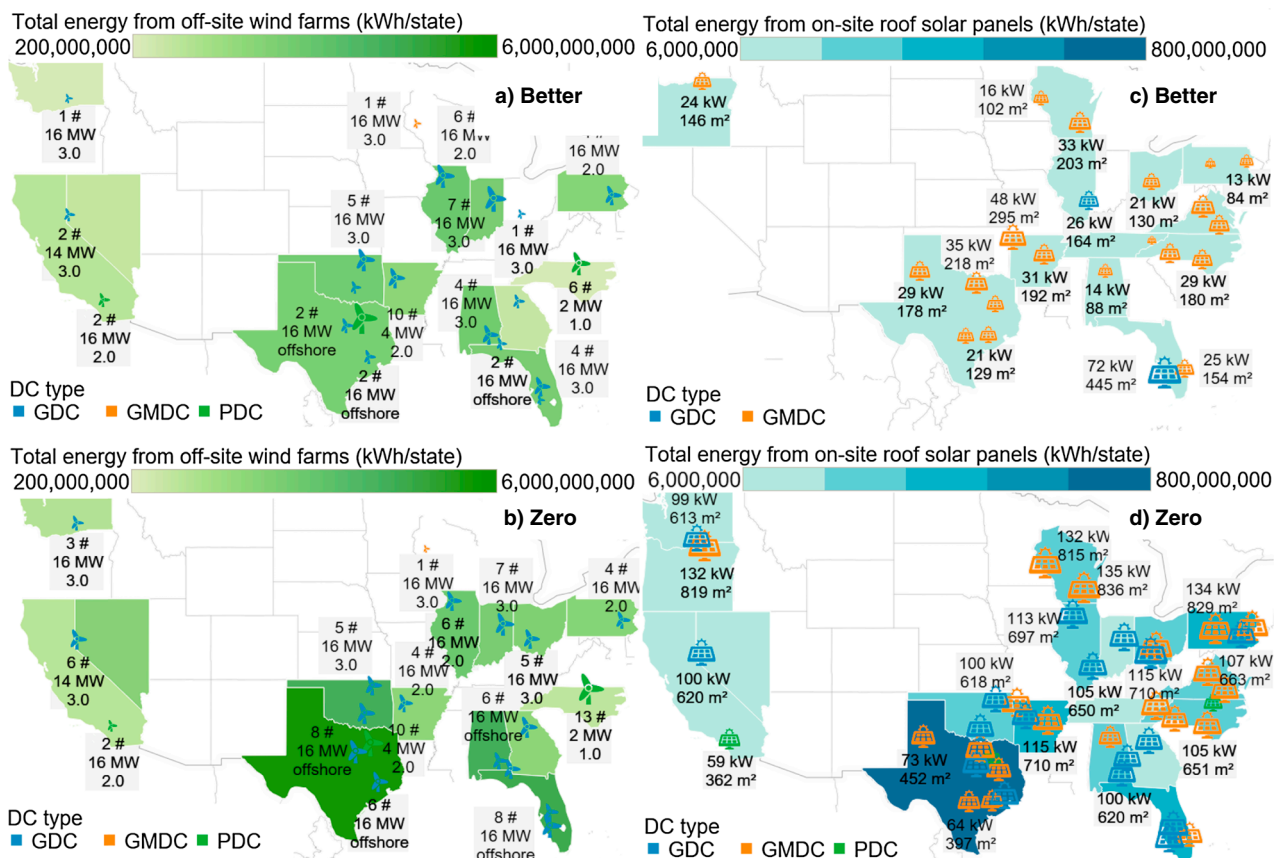 Total energy from off-site wind farms (kWh/state)
200,000,000
6,000,000,000
a) Better
1 #
16 MW
3.0
1 #
16 MW
3.0
6 #
16 MW
2.0
16 MW
2.0
5 #
16 MW
3.0
7 #
16 MW
3.0
2 #
14 MW
3.0
1 #
16 MW
3.0
4 #
16 MW
3.0
6 #
2 MW
1.0
2 #
16 MW
2.0
2 #
16 MW
offshore
10 #
4 MW
2.0
2 #
16 MW
offshore
4 #
16 MW
3.0
2 #
16 MW
offshore
DC type
GDC
GMDC
PDC
Total energy from on-site roof solar panels (kWh/state)
6,000,000
800,000,000
c) Better
24 kW
146 m²
16 kW
102 m²
33 kW
203 m²
13 kW
84 m²
21 kW
130 m²
48 kW
295 m²
26 kW
164 m²
35 kW
218 m²
31 kW
192 m²
29 kW
178 m²
14 kW
88 m²
29 kW
180 m²
21 kW
129 m²
72 kW
445 m²
25 kW
154 m²
DC type
GDC
GMDC
Total energy from off-site wind farms (kWh/state)
200,000,000
6,000,000,000
b) Zero
3 #
16 MW
3.0
1 #
16 MW
3.0
7 #
16 MW
3.0
4 #
16 MW
2.0
5 #
16 MW
3.0
6 #
16 MW
2.0
4 #
16 MW
2.0
5 #
16 MW
3.0
6 #
14 MW
3.0
6 #
16 MW
offshore
13 #
2 MW
1.0
2 #
16 MW
2.0
8 #
16 MW
offshore
10 #
4 MW
2.0
6 #
16 MW
offshore
8 #
16 MW
offshore
DC type
GDC
GMDC
PDC
Total energy from on-site roof solar panels (kWh/state)
6,000,000
800,000,000
d) Zero
99 kW
613 m²
132 kW
819 m²
132 kW
815 m²
135 kW
836 m²
134 kW
829 m²
113 kW
697 m²
107 kW
663 m²
100 kW
618 m²
115 kW
710 m²
100 kW
620 m²
105 kW
650 m²
59 kW
362 m²
73 kW
452 m²
115 kW
710 m²
105 kW
651 m²
100 kW
620 m²
64 kW
397 m²
DC type
GDC
GMDC
PDC